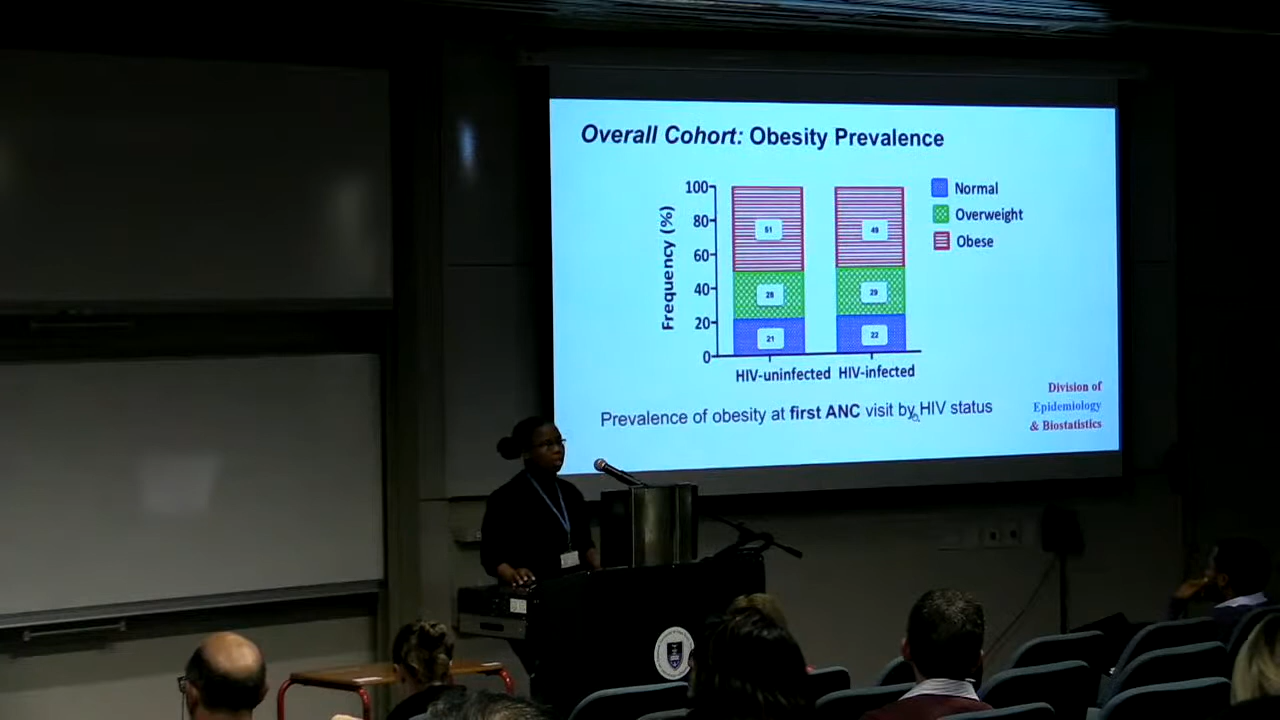 Overall Cohort: Obesity Prevalence
100
80
60
40
20
0
Frequency (%)
51
28
21
49
29
22
HIV-uninfected HIV-infected
Normal
Overweight
Obese
Prevalence of obesity at first ANC visit by HIV status
Division of
Epidemiology
& Biostatistics